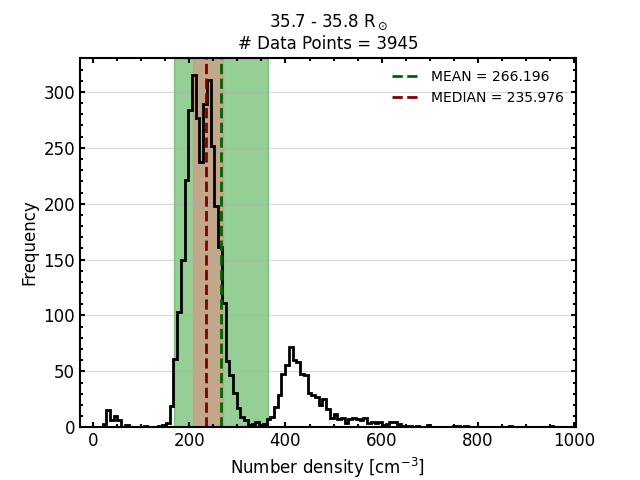 35.7 - 35.8 R⊙
# Data Points = 3945
MEAN = 266.196
MEDIAN = 235.976
Frequency
300
250
200
150
100
50
0
0 200 400 600 800 1000
Number density [cm⁻³]